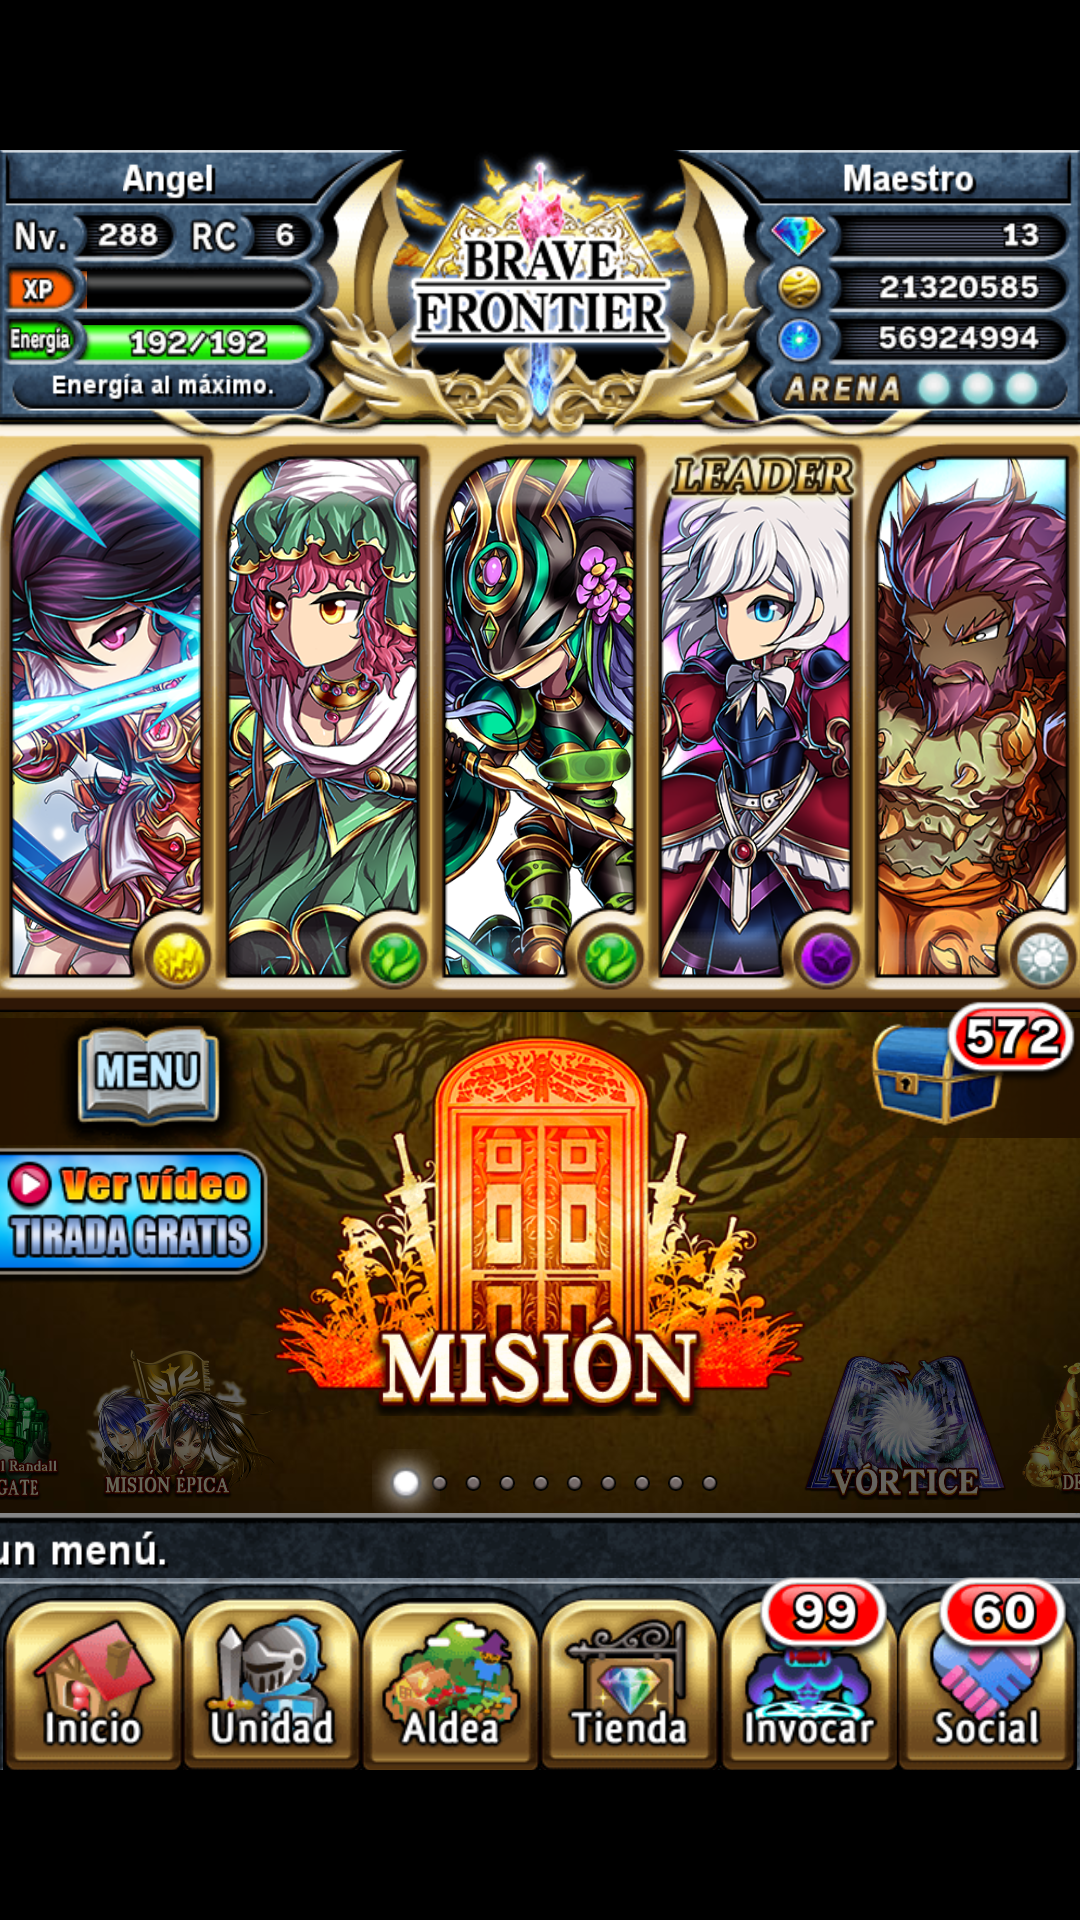 Angel
Maestro
Nv. 288 RC 6
13
XP
21320585
Energía 192/192
56924994
Energía al máximo.
ARENA
BRAVE
FRONTIER
LEADER
MENU
572
Ver vídeo
TIRADA GRATIS
MISIÓN
l Randall
GATE
MISIÓN ÉPICA
VÓRTICE
DE
un menú.
99
60
Inicio
Unidad
Aldea
Tienda
Invocar
Social